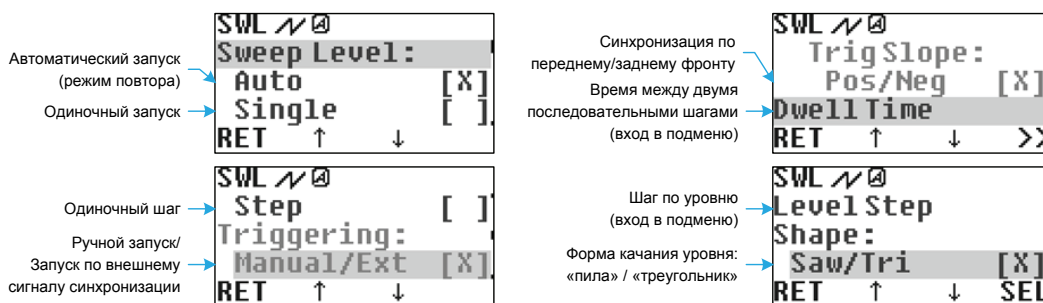 SWL
Sweep Level:
Auto [X]
Single [ ]
RET ↑ ↓
Автоматический запуск
(режим повтора)
Одиночный запуск
SWL
Trig Slope:
Pos/Neg [X]
Dwell Time
RET ↑ ↓ >>
Синхронизация по
переднему/заднему фронту
Время между двумя
последовательными шагами
(вход в подменю)
SWL
Step [ ]
Triggering:
Manual/Ext [X]
RET ↑ ↓
Одиночный шаг
Ручной запуск/
Запуск по внешнему
сигналу синхронизации
SWL
Level Step
Shape:
Saw/Tri [X]
RET ↑ ↓ SEL
Шаг по уровню
(вход в подменю)
Форма качания уровня:
«пила» / «треугольник»